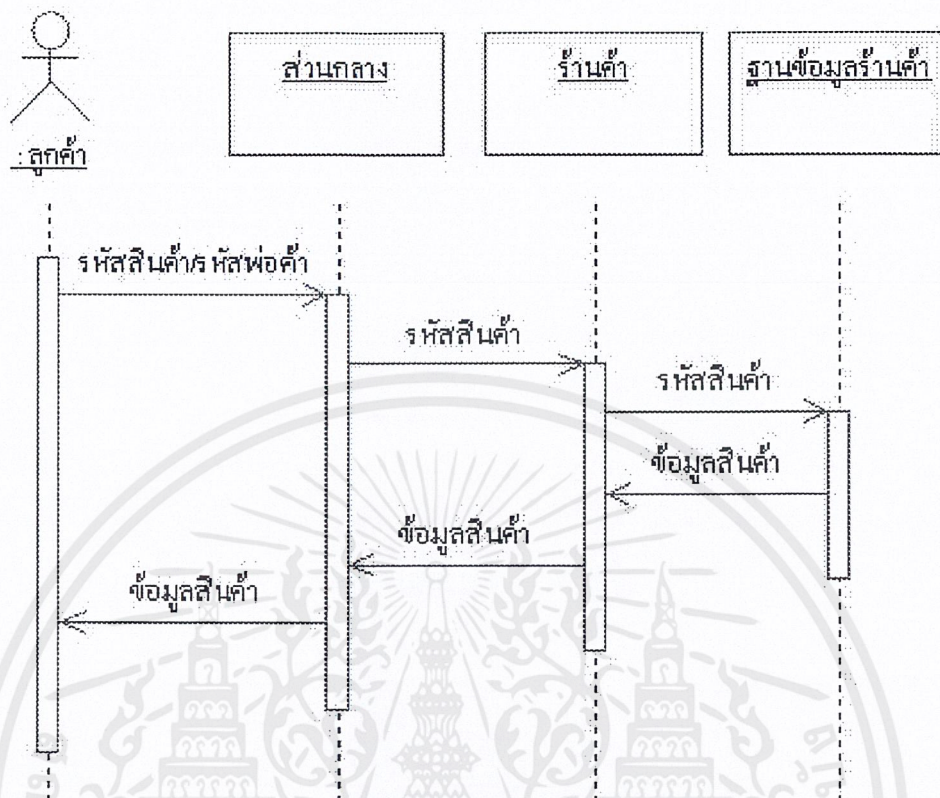 ส่วนกลาง
ร้านค้า
ฐานข้อมูลร้านค้า
: ลูกค้า
รหัสสินค้า/รหัสพ่อค้า
รหัสสินค้า
รหัสสินค้า
ข้อมูลสินค้า
ข้อมูลสินค้า
ข้อมูลสินค้า